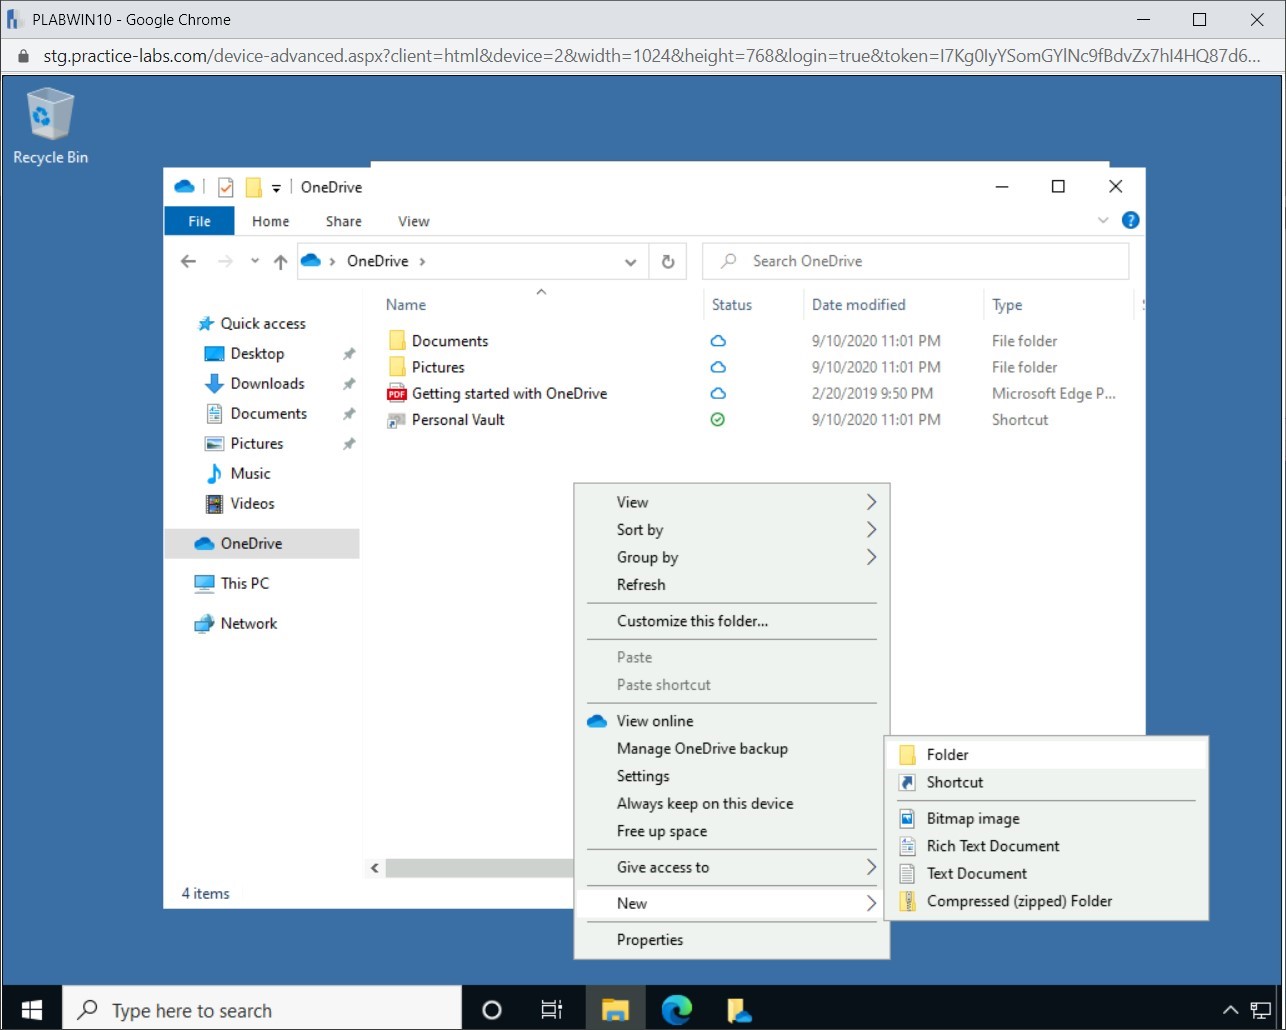 PLABWIN10 - Google Chrome
stg.practice-labs.com/device-advanced.aspx?client=html&device=2&width=1024&height=768&login=true&token=I7Kg0IyYSomGYlNc9fBdvZx7hI4HQ87d6...
Recycle Bin
OneDrive
File Home Share View
OneDrive
Search OneDrive
Name Status Date modified Type
Quick access
Desktop
Downloads
Documents
Pictures
Music
Videos
OneDrive
This PC
Network
Documents 9/10/2020 11:01 PM File folder
Pictures 9/10/2020 11:01 PM File folder
PDF Getting started with OneDrive 2/20/2019 9:50 PM Microsoft Edge P...
Personal Vault 9/10/2020 11:01 PM Shortcut
View
Sort by
Group by
Refresh
Customize this folder...
Paste
Paste shortcut
View online
Manage OneDrive backup
Settings
Always keep on this device
Free up space
Give access to
New
Properties
Folder
Shortcut
Bitmap image
Rich Text Document
Text Document
Compressed (zipped) Folder
4 items
Type here to search